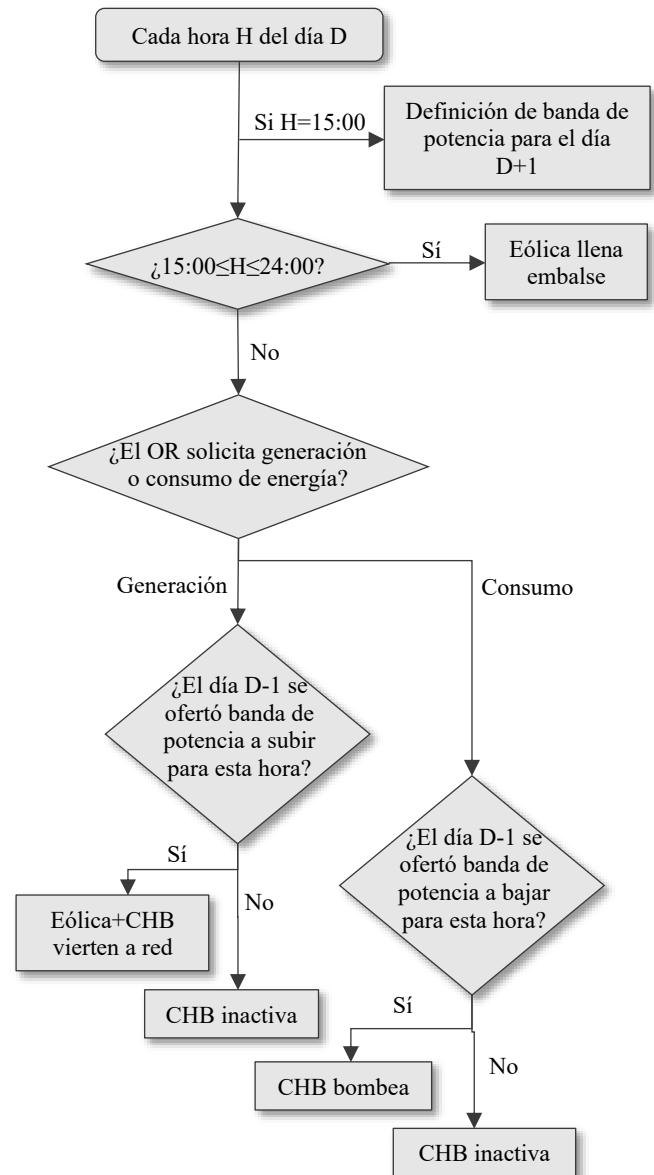 Cada hora H del día D
Si H=15:00
Definición de banda de
potencia para el día
D+1
¿15:00≤H≤24:00?
Sí
Eólica llena
embalse
No
¿El OR solicita generación
o consumo de energía?
Generación
Consumo
¿El día D-1 se
ofertó banda de
potencia a subir
para esta hora?
¿El día D-1 se
ofertó banda de
potencia a bajar
para esta hora?
Sí
No
Eólica+CHB
vierten a red
CHB inactiva
Sí
No
CHB bombea
CHB inactiva